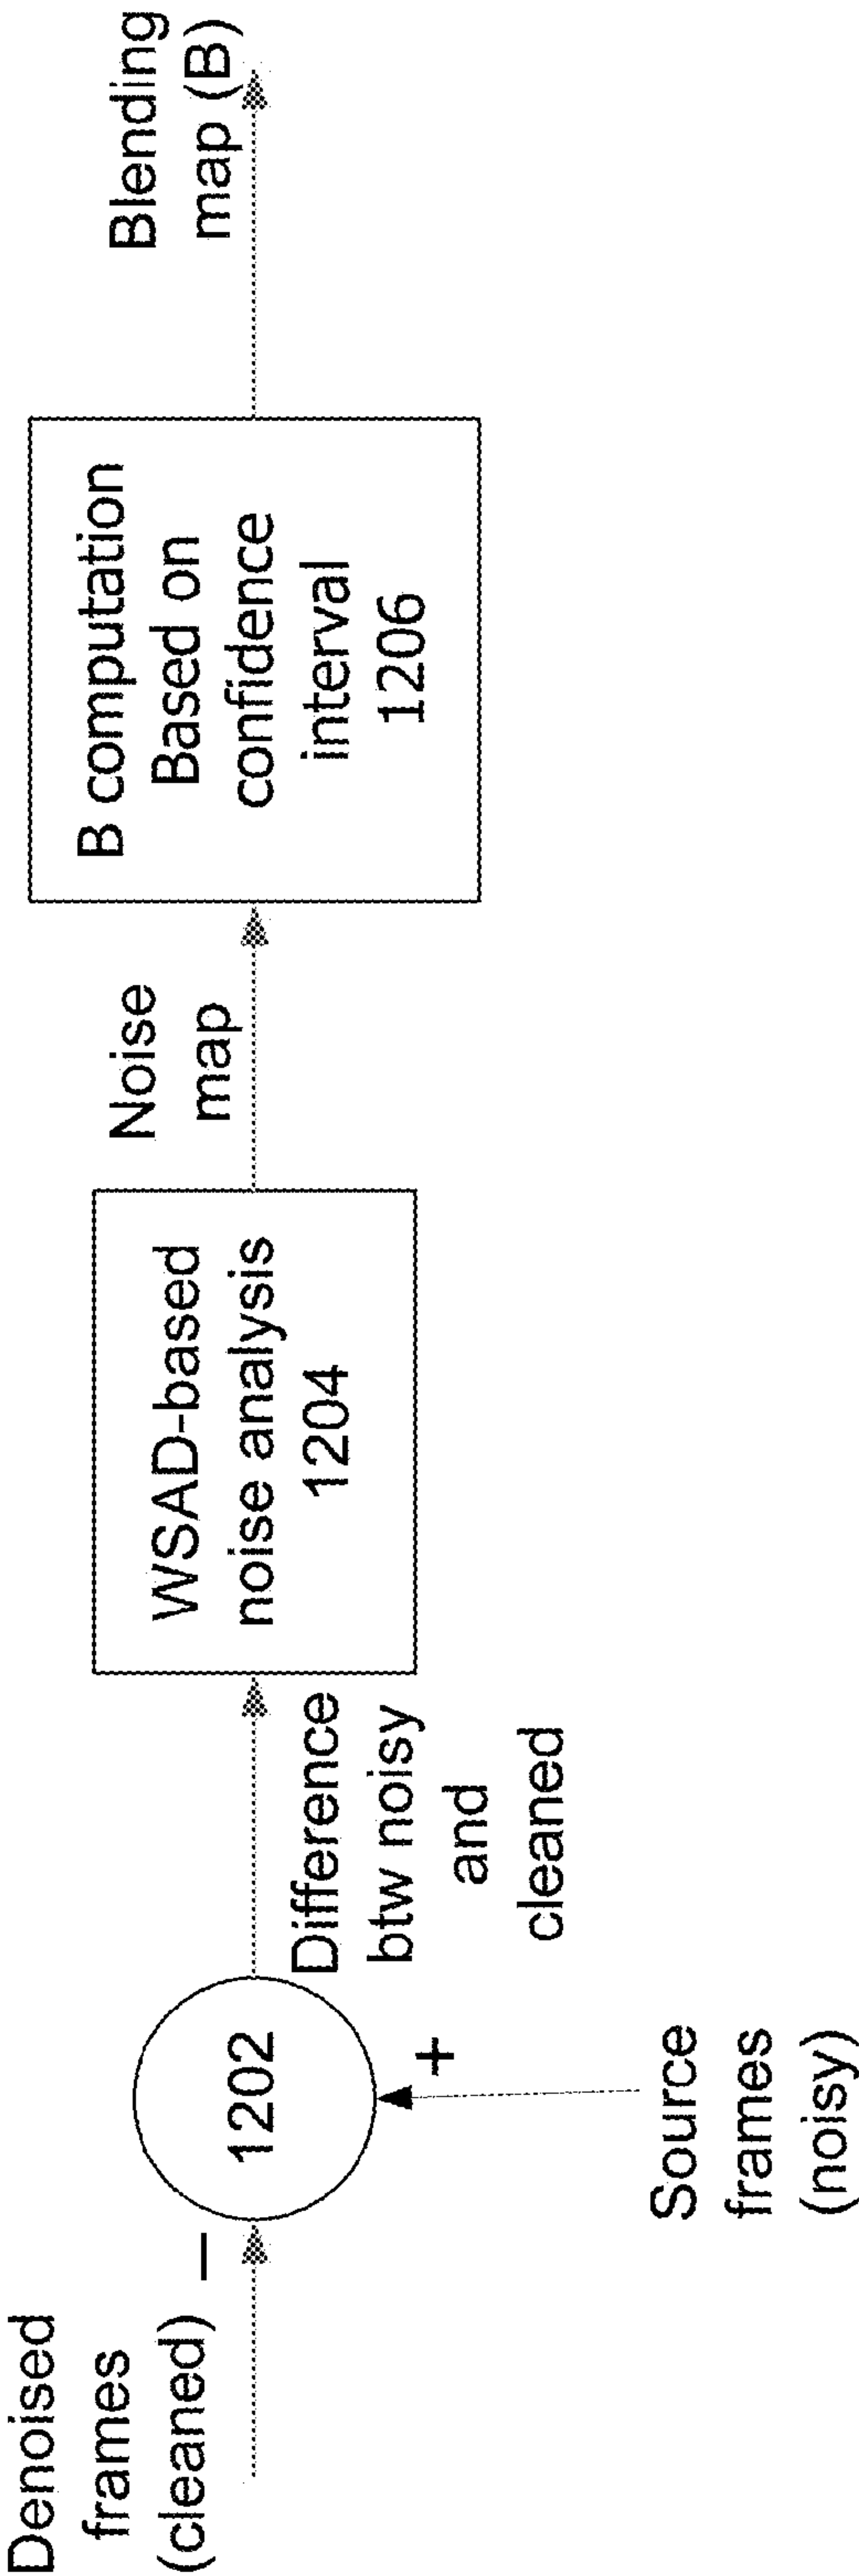 Denoised
frames
(cleaned)
−
1202
+
Source
frames
(noisy)
Difference
btw noisy
and
cleaned
WSAD-based
noise analysis
1204
Noise
map
B computation
Based on
confidence
interval
1206
Blending
map (B)